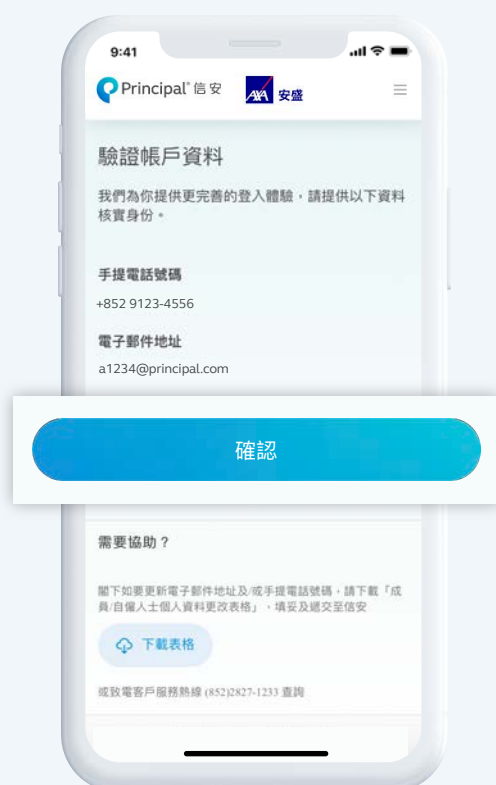 9:41
Principal® 信安 AXA 安盛
驗證帳戶資料
我們為你提供更完善的登入體驗，請提供以下資料
核實身份。
手提電話號碼
+852 9123-4556
電子郵件地址
a1234@principal.com
確認
需要協助？
閣下如要更新電子郵件地址及/或手提電話號碼，請下載「成
員/自僱人士個人資料更改表格」，填妥及遞交至信安
下載表格
或致電客戶服務熱線 (852)2827-1233 查詢